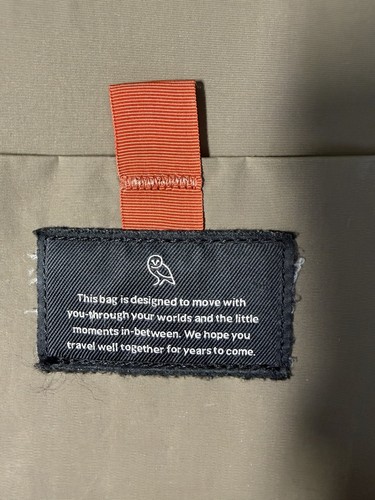 This bag is designed to move with
you-through your worlds and the little
moments in-between. We hope you
travel well together for years to come.